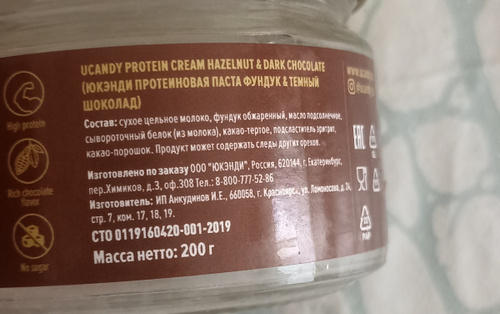 UCANDY PROTEIN CREAM HAZELNUT & DARK CHOCOLATE
(ЮКЭНДИ ПРОТЕИНОВАЯ ПАСТА ФУНДУК & ТЕМНЫЙ
ШОКОЛАД)
Состав: сухое цельное молоко, фундук обжаренный, масло подсолнечное,
сывороточный белок (из молока), какао-тертое, подсластитель эритрит,
какао-порошок. Продукт может содержать следы других орехов.
Изготовлено по заказу ООО "ЮКЭНДИ", Россия, 620144, г. Екатеринбург,
пер.Химиков, д.3, оф.308 Тел.: 8-800-777-52-86
Изготовитель: ИП Анкудинов И.Е., 660058, г. Красноярск, ул. Ломоносова, д. 24,
стр. 7, ком. 17, 18, 19.
СТО 0119160420-001-2019
Масса нетто: 200 г
High protein
Rich chocolate
flavor
No sugar
EAC
PAP